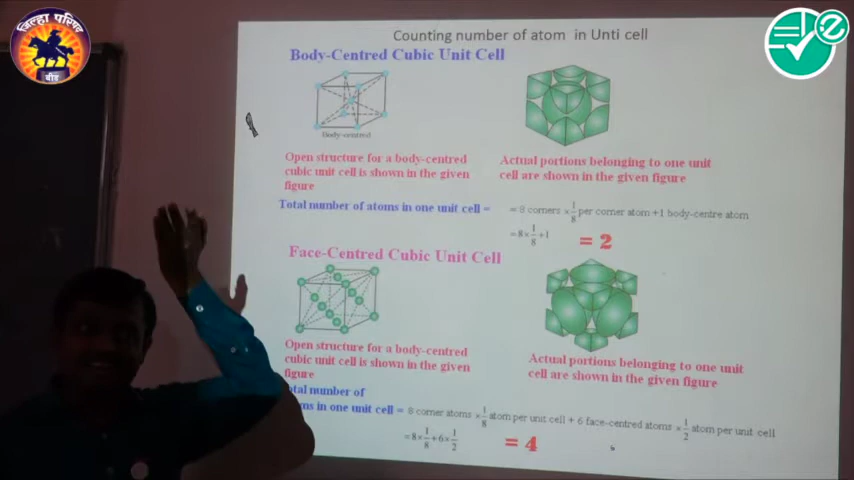 जिल्हा परिषद
बीड
e
Counting number of atom in Unti cell
Body-Centred Cubic Unit Cell
Body-centred
Open structure for a body-centred
cubic unit cell is shown in the given
figure
Actual portions belonging to one unit
cell are shown in the given figure
Total number of atoms in one unit cell =
= 8 corners × 1/8 per corner atom +1 body-centre atom
= 8 × 1/8 + 1
= 2
Face-Centred Cubic Unit Cell
Open structure for a body-centred
cubic unit cell is shown in the given
figure
Actual portions belonging to one unit
cell are shown in the given figure
otal number of
ms in one unit cell = 8 corner atoms × 1/8 atom per unit cell + 6 face-centred atoms × 1/2 atom per unit cell
= 8 × 1/8 + 6 × 1/2
= 4